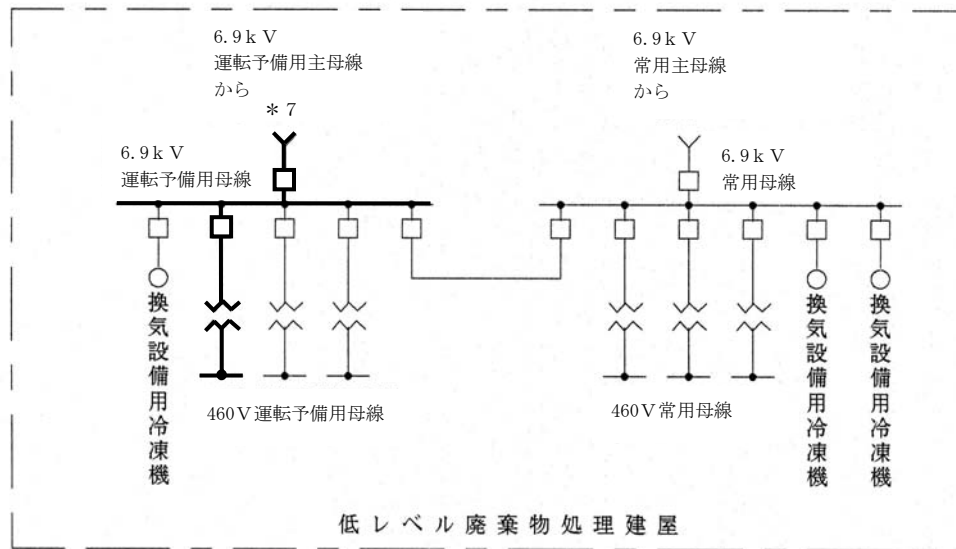 6.9kV
運転予備用主母線
から
＊7
6.9kV
運転予備用母線
6.9kV
常用主母線
から
6.9kV
常用母線
換気設備用冷凍機
460V運転予備用母線
460V常用母線
換気設備用冷凍機
換気設備用冷凍機
低レベル廃棄物処理建屋